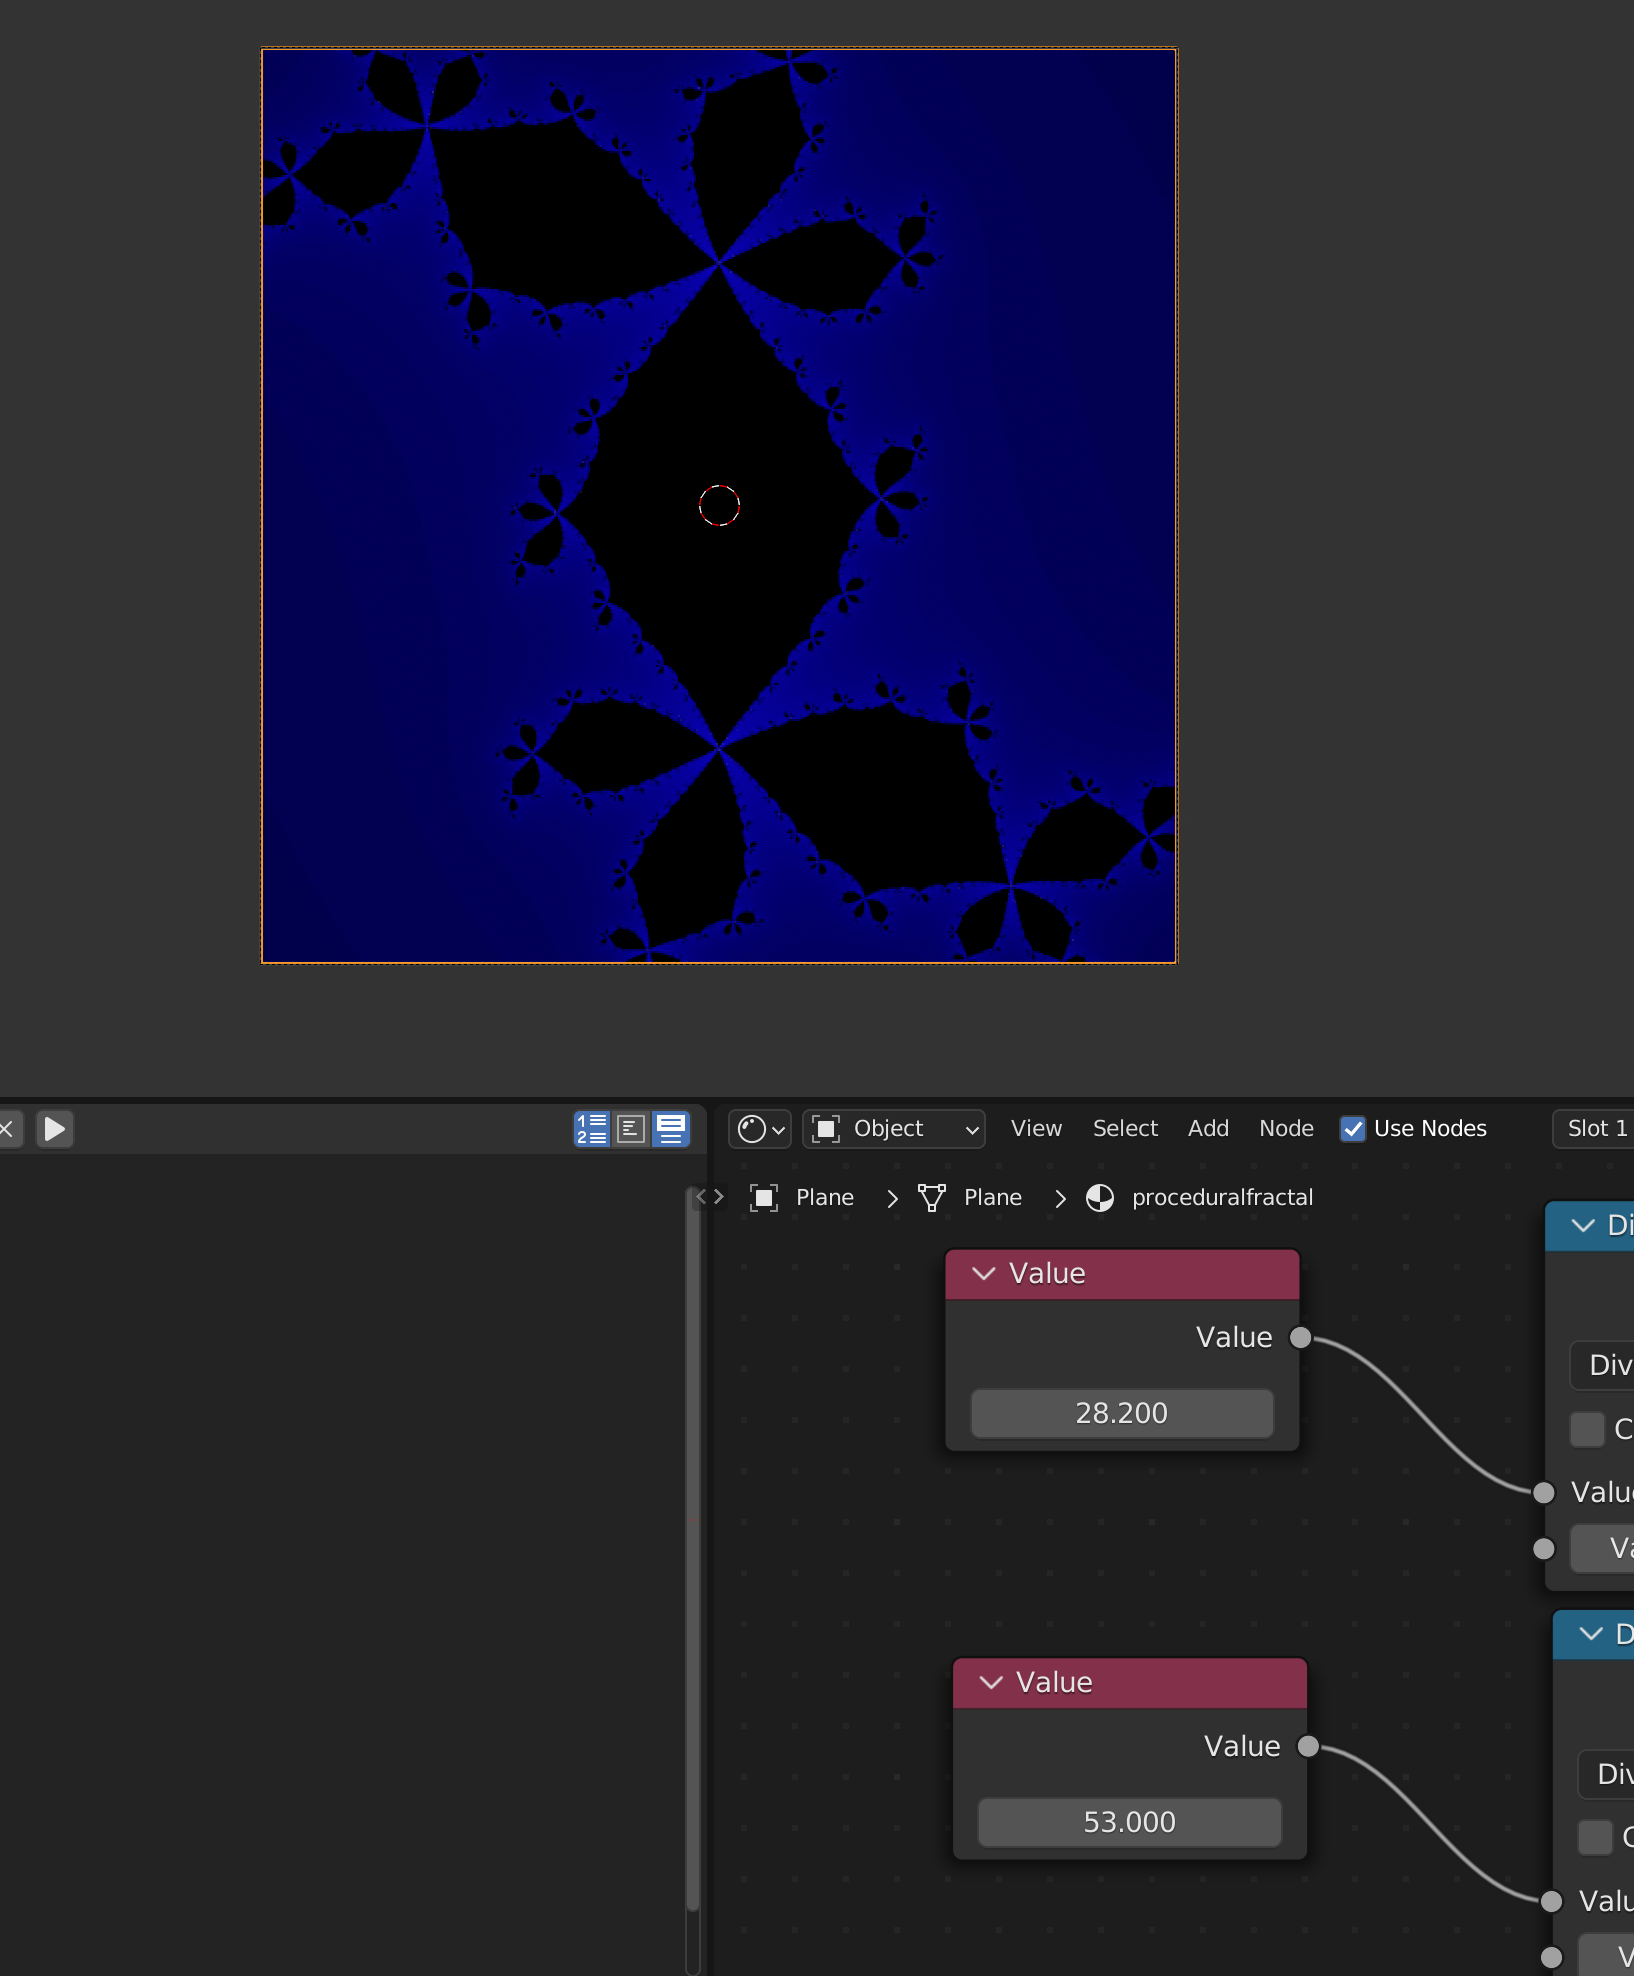 Object View Select Add Node Use Nodes Slot 1
Plane Plane proceduralfractal
Value
Value
28.200
Di
Div
C
Valu
Va
Value
Value
53.000
D
Div
C
Valu
V